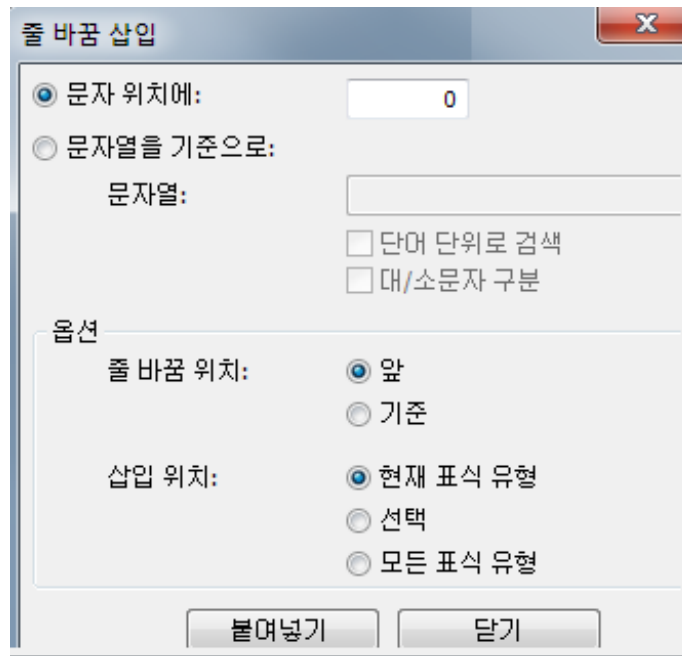 줄 바꿈 삽입
문자 위치에: 0
문자열을 기준으로:
문자열:
단어 단위로 검색
대/소문자 구분
옵션
줄 바꿈 위치: 앞
기준
삽입 위치: 현재 표식 유형
선택
모든 표식 유형
붙여넣기 닫기